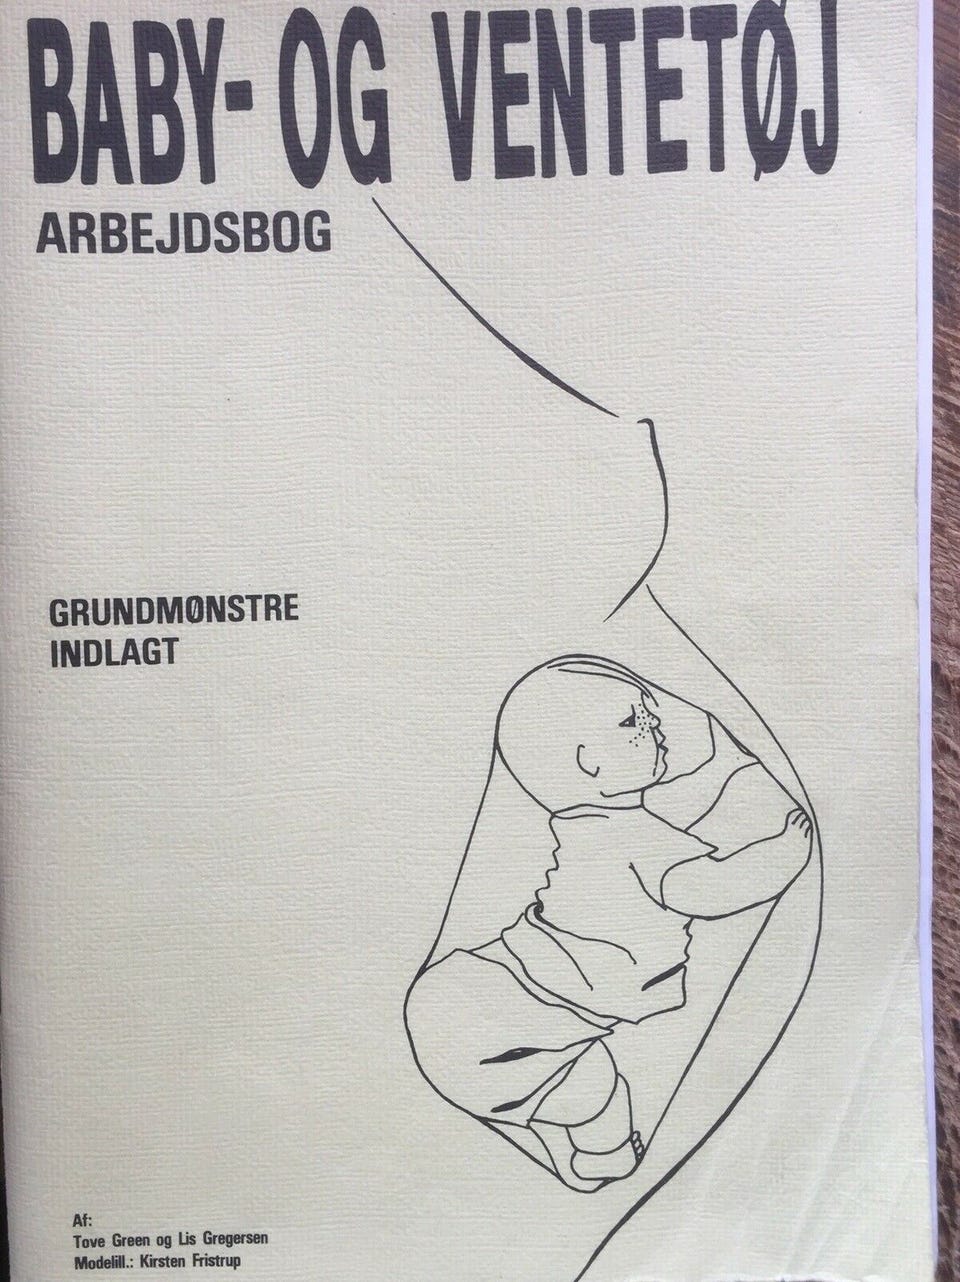 BABY- OG VENTETØJ
ARBEJDSBOG
GRUNDMØNSTRE
INDLAGT
Af:
Tove Green og Lis Gregersen
Modelill.: Kirsten Fristrup